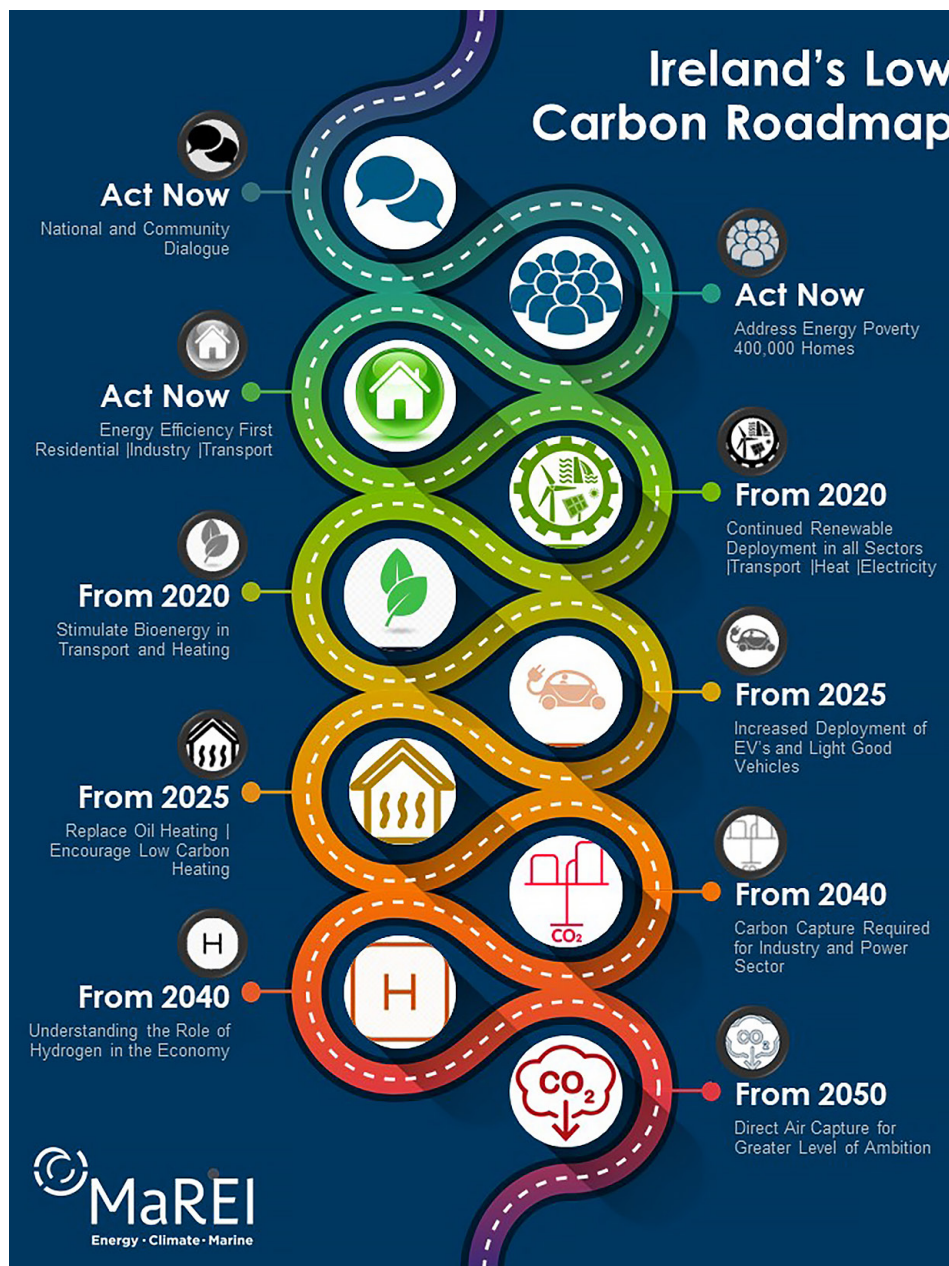 Ireland's Low
Carbon Roadmap
Act Now
National and Community
Dialogue
Act Now
Address Energy Poverty
400,000 Homes
Act Now
Energy Efficiency First
Residential |Industry |Transport
From 2020
Continued Renewable
Deployment in all Sectors
|Transport |Heat |Electricity
From 2020
Stimulate Bioenergy in
Transport and Heating
From 2025
Increased Deployment of
EV's and Light Good
Vehicles
From 2025
Replace Oil Heating |
Encourage Low Carbon
Heating
CO2
CO2
From 2040
Carbon Capture Required
for Industry and Power
Sector
H
H
From 2040
Understanding the Role of
Hydrogen in the Economy
CO2
CO2
From 2050
Direct Air Capture for
Greater Level of Ambition
MaREI
Energy · Climate · Marine